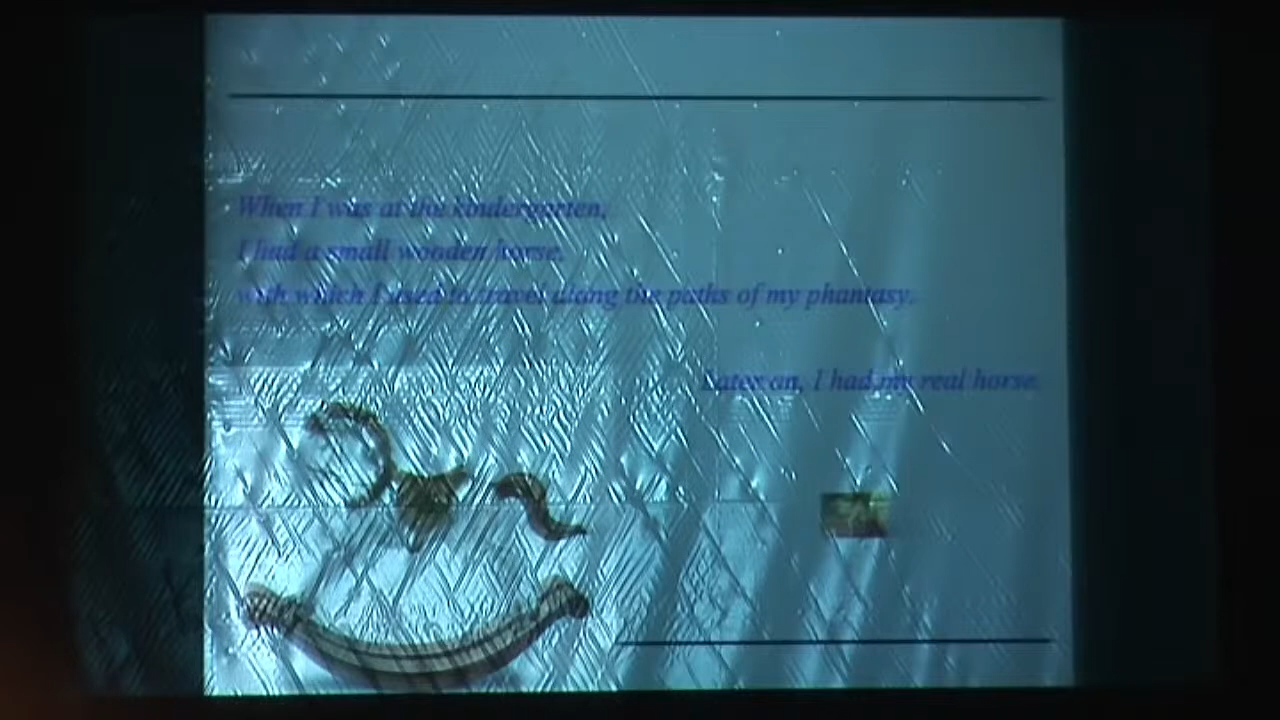 When I was at the kindergarten,
I had a small wooden horse,
with which I used to travel along the paths of my phantasy.
Later on, I had my real horse.